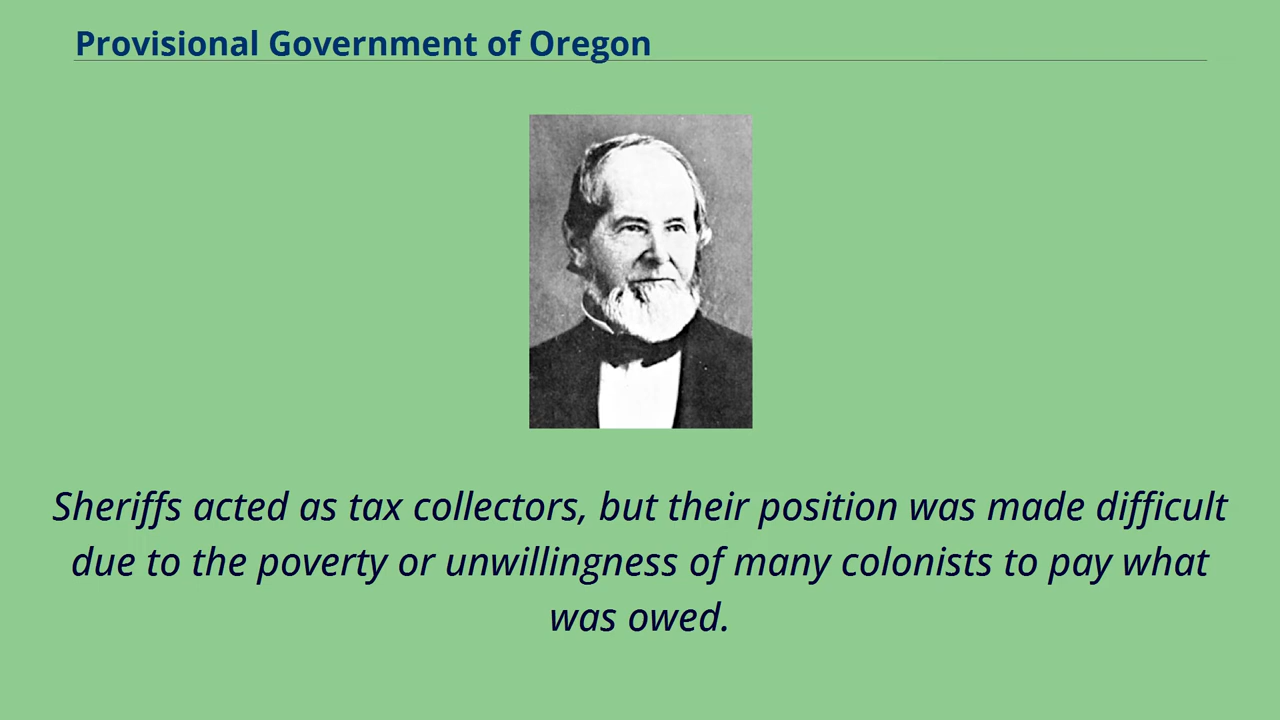 Provisional Government of Oregon
Sheriffs acted as tax collectors, but their position was made difficult
due to the poverty or unwillingness of many colonists to pay what
was owed.